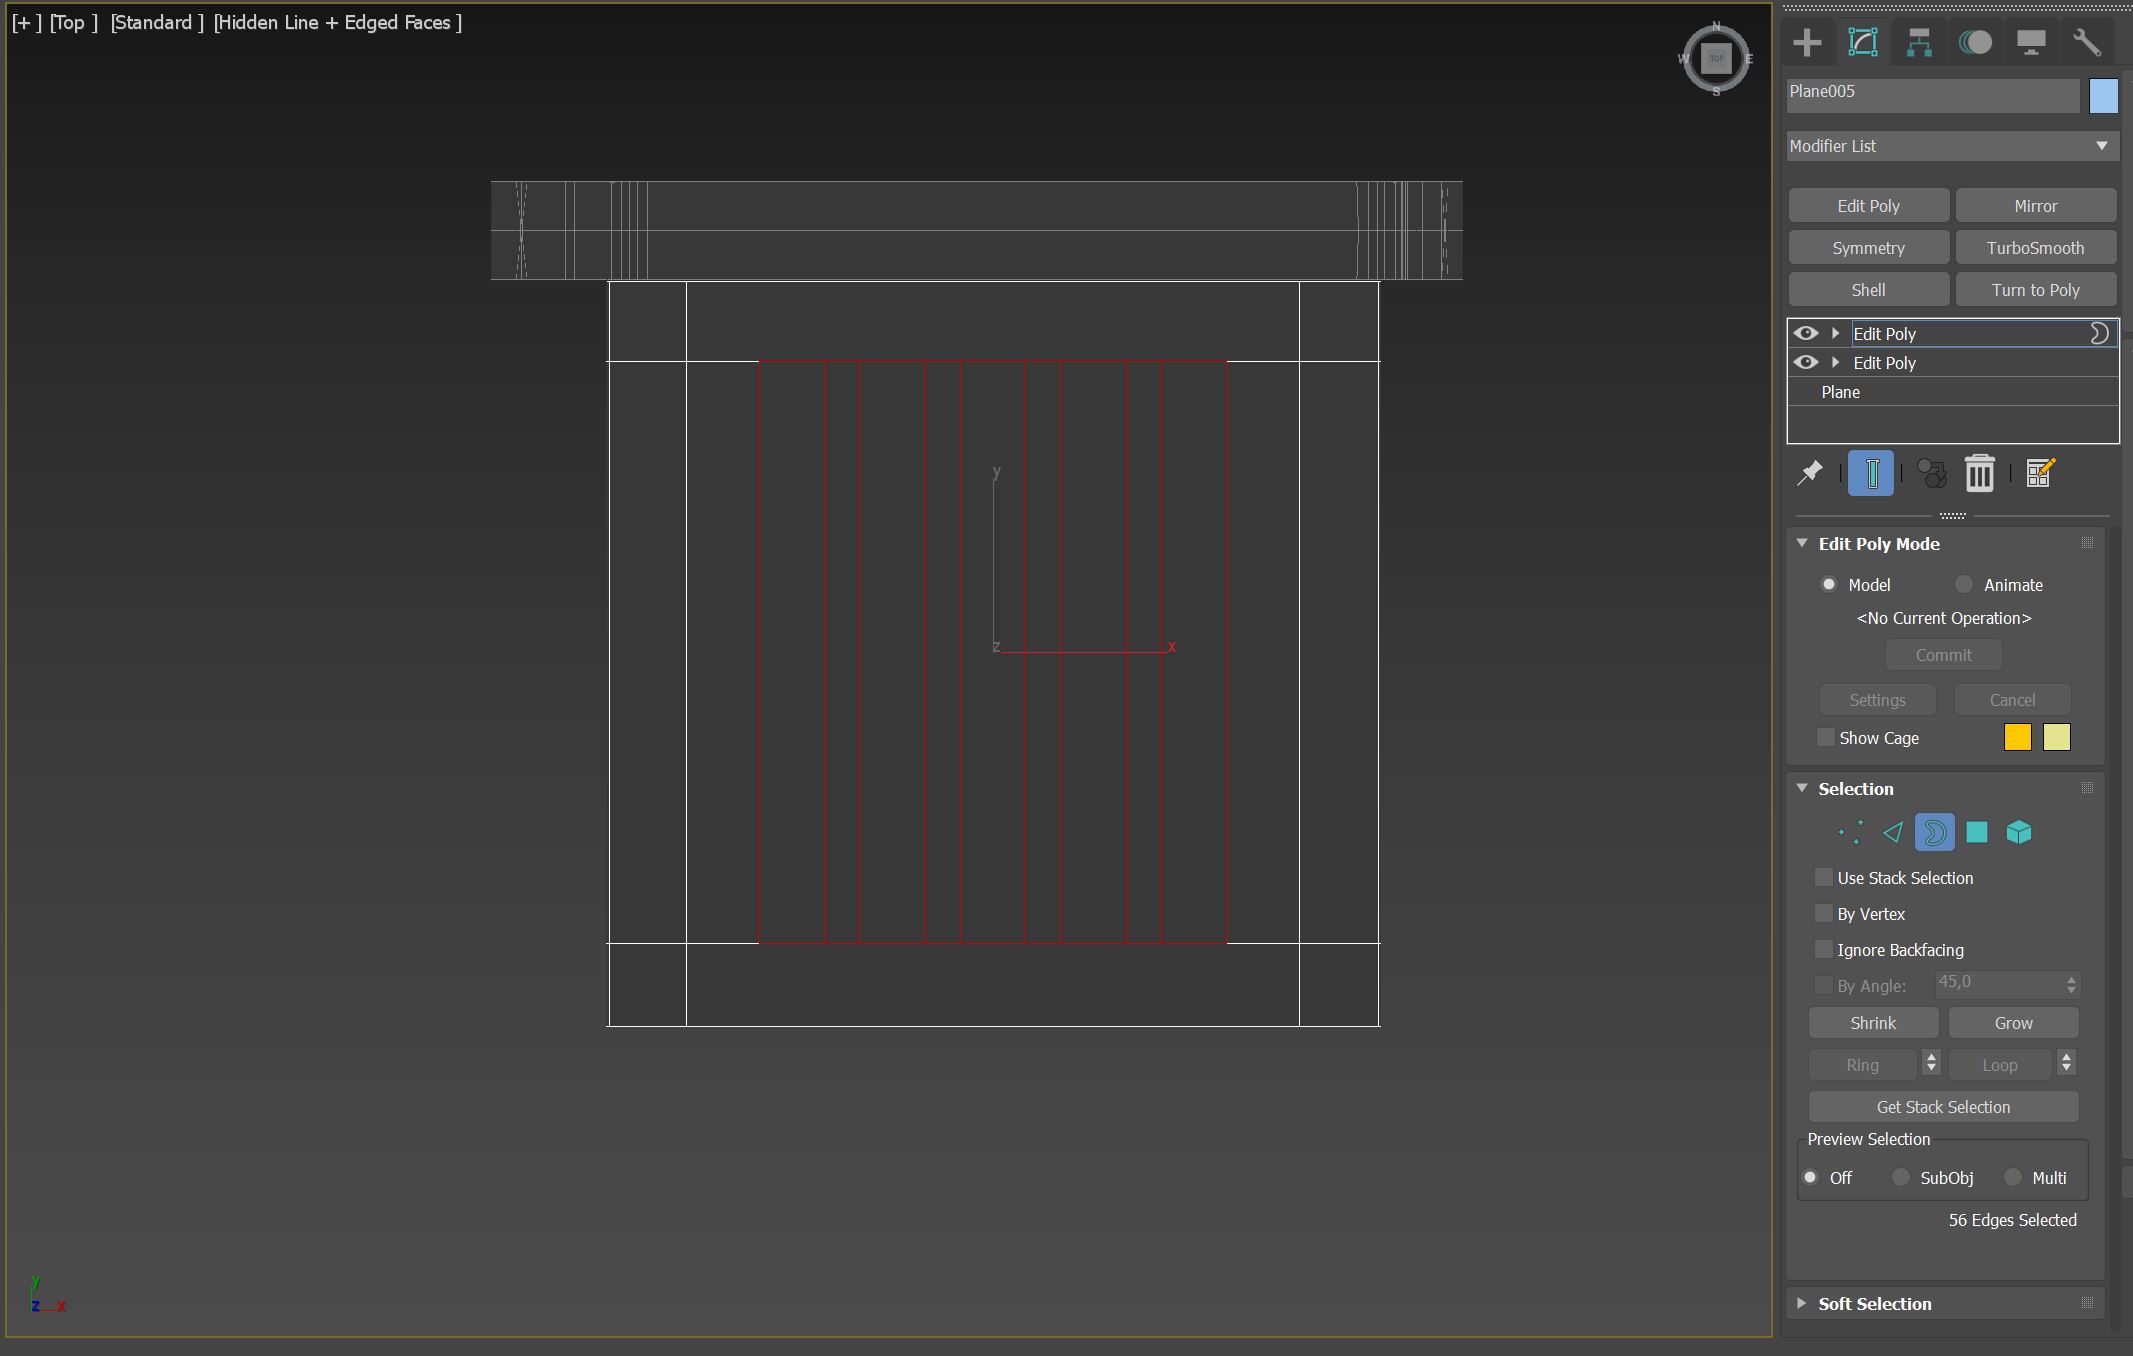 [+ ] [Top ] [Standard ] [Hidden Line + Edged Faces ]
N
W TOP E
S
y
z x
y
z x
Plane005
Modifier List
Edit Poly Mirror
Symmetry TurboSmooth
Shell Turn to Poly
Edit Poly
Edit Poly
Plane
Edit Poly Mode
Model Animate
<No Current Operation>
Commit
Settings Cancel
Show Cage
Selection
Use Stack Selection
By Vertex
Ignore Backfacing
By Angle: 45,0
Shrink Grow
Ring Loop
Get Stack Selection
Preview Selection
Off SubObj Multi
56 Edges Selected
Soft Selection